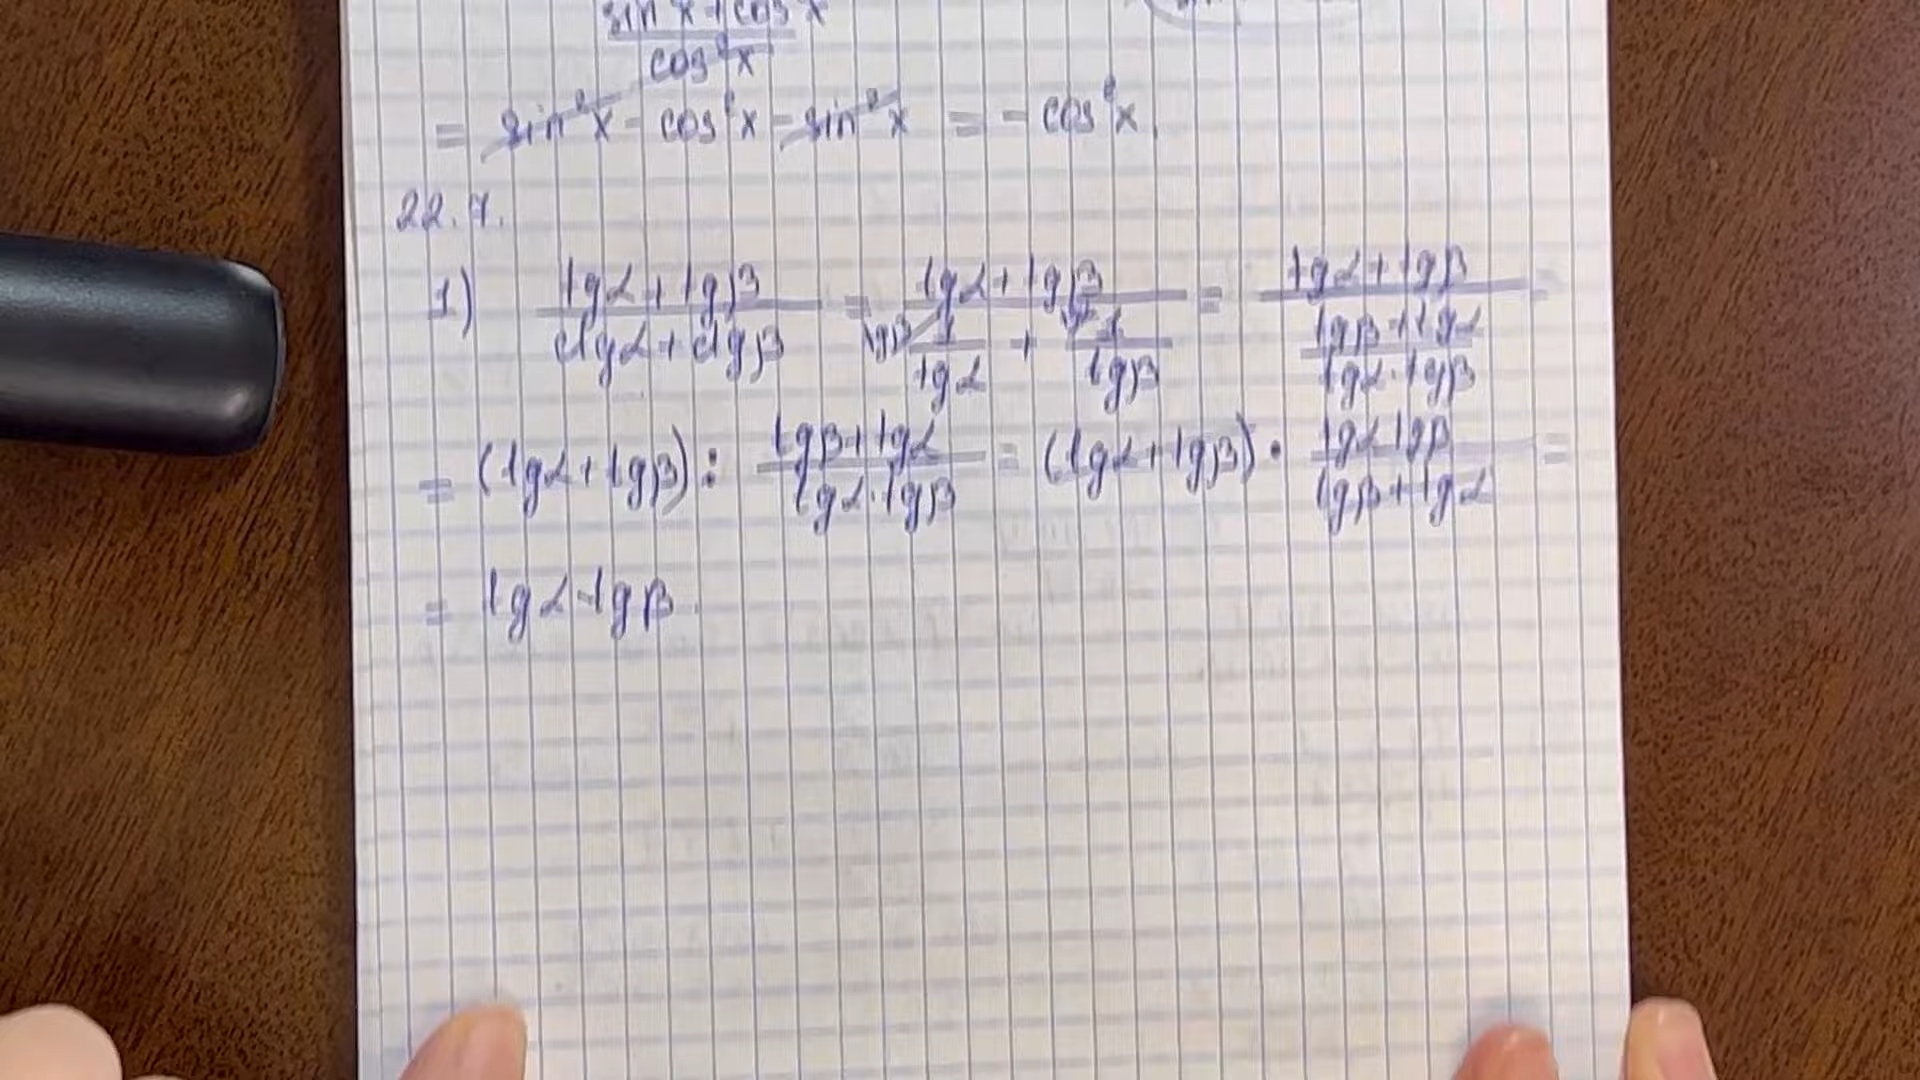 sin²x + cos²x / cos²x
= sin²x - cos²x - sin²x = - cos²x.
22.7.
1) (tgα + tgβ) / (ctgα + ctgβ) = (tgα + tgβ) / (tgβ/ 1/tgα + tgα/ 1/tgβ) = (tgα + tgβ) / ((tgβ + tgα) / (tgα · tgβ)) =
= (tgα + tgβ) : (tgβ + tgα) / (tgα · tgβ) = (tgα + tgβ) · (tgα tgβ) / (tgβ + tgα) =
= tgα · tgβ.